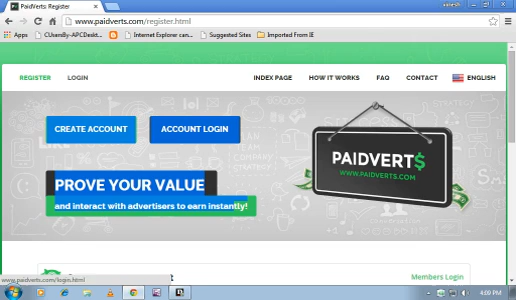 PaidVerts: Register
www.paidverts.com/register.html
Apps
CUsersBy-APCDeskt...
Internet Explorer can...
Suggested Sites
Imported From IE
REGISTER
LOGIN
INDEX PAGE
HOW IT WORKS
FAQ
CONTACT
ENGLISH
CREATE ACCOUNT
ACCOUNT LOGIN
PAIDVERT$
WWW.PAIDVERTS.COM
PROVE YOUR VALUE
and interact with advertisers to earn instantly!
Members Login
www.paidverts.com/login.html
4:09 PM